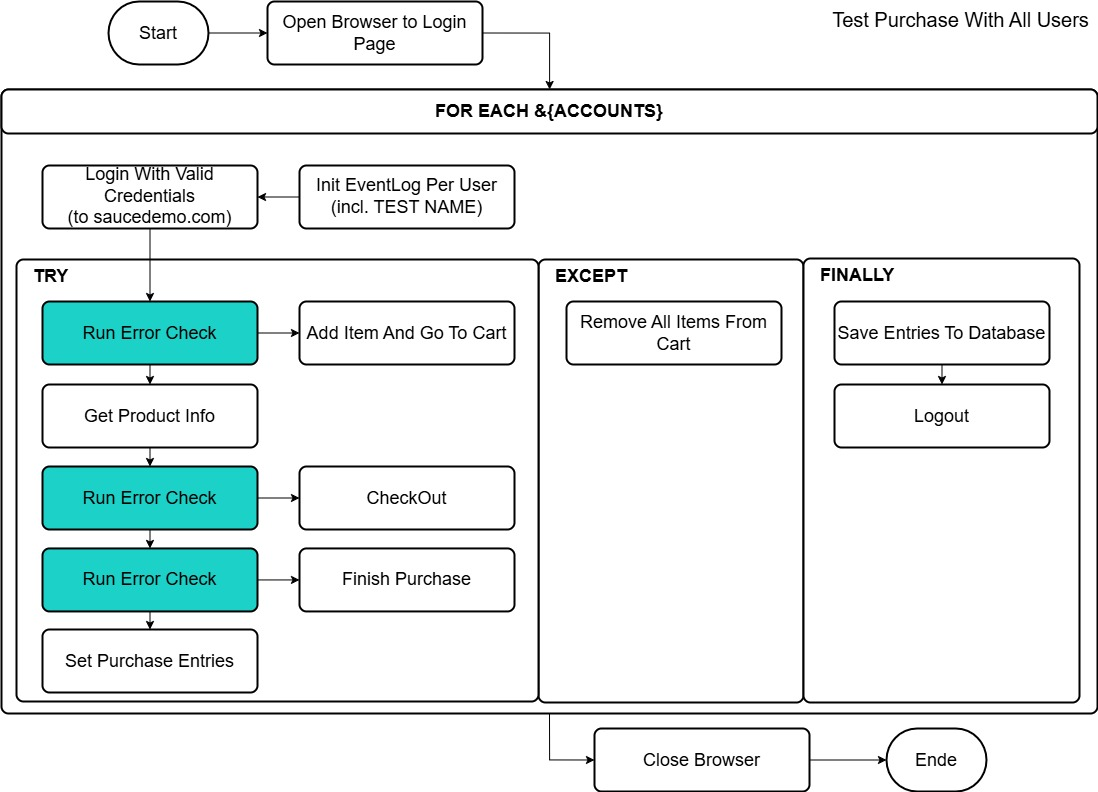 Start
Open Browser to Login
Page
Test Purchase With All Users
FOR EACH &{ACCOUNTS}
Login With Valid
Credentials
(to saucedemo.com)
Init EventLog Per User
(incl. TEST NAME)
TRY
Run Error Check
Add Item And Go To Cart
Get Product Info
Run Error Check
CheckOut
Run Error Check
Finish Purchase
Set Purchase Entries
EXCEPT
Remove All Items From
Cart
FINALLY
Save Entries To Database
Logout
Close Browser
Ende